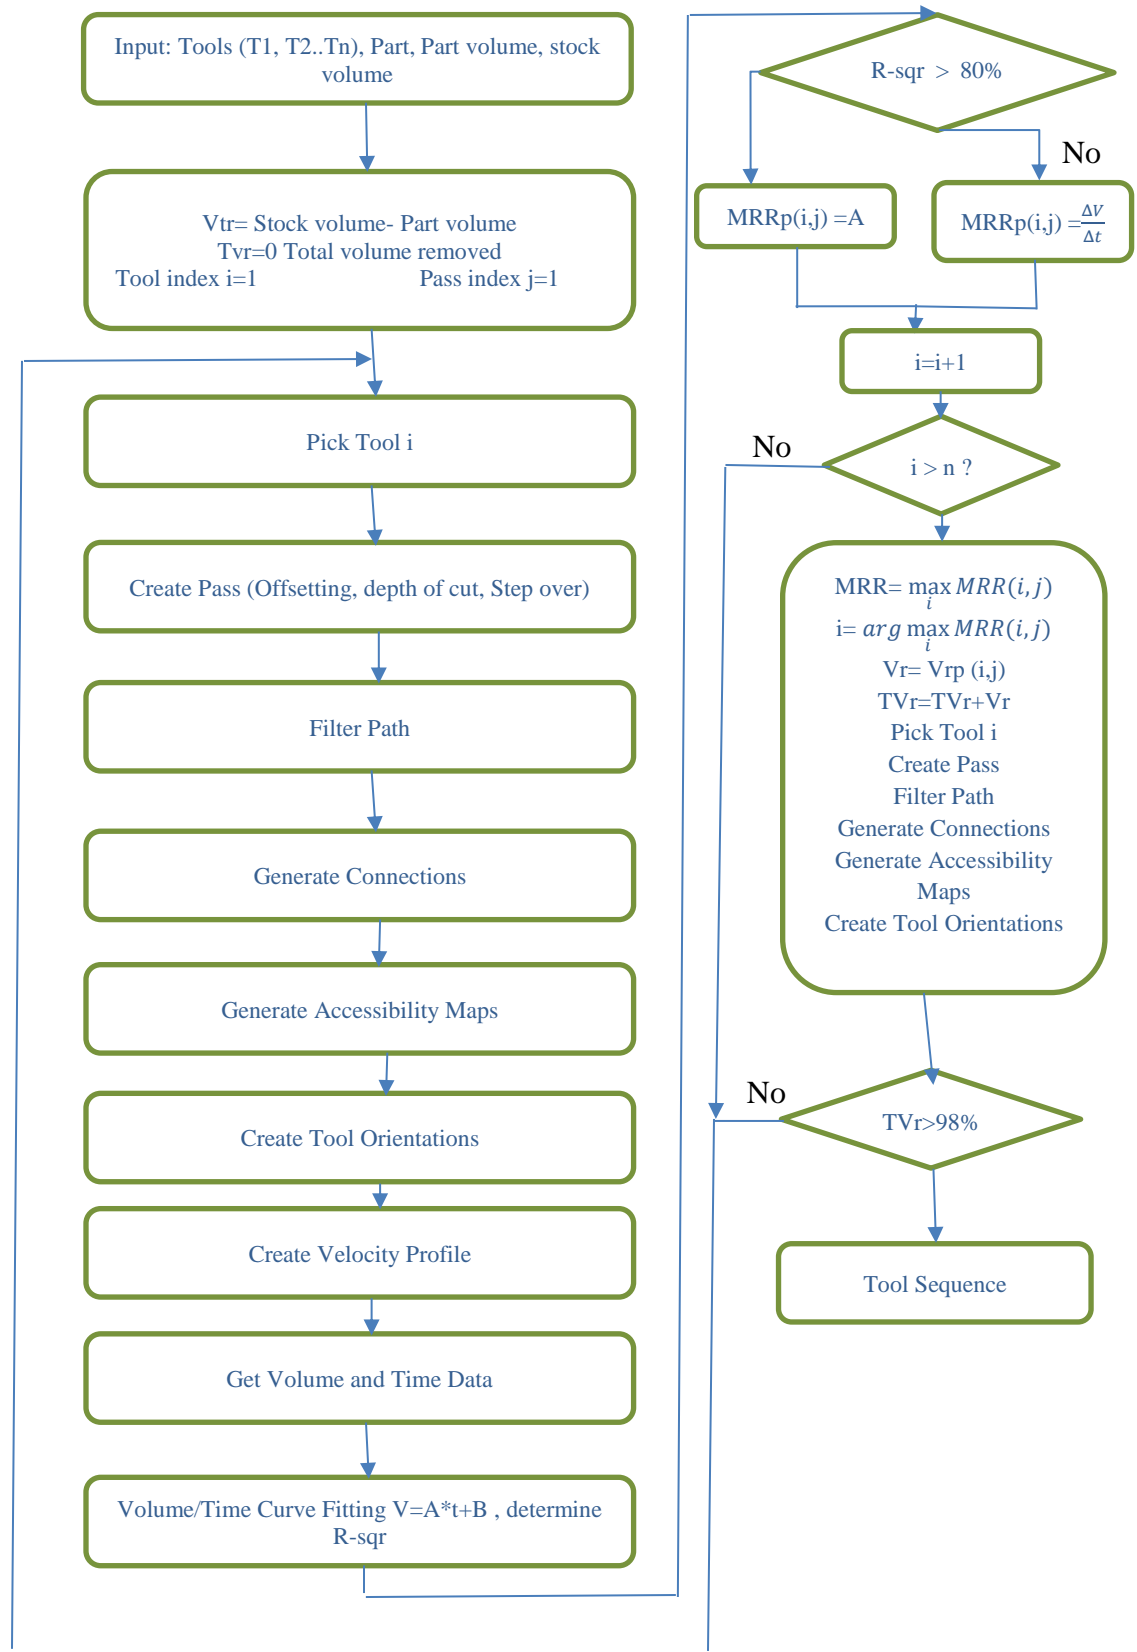 Input: Tools (T1, T2..Tn), Part, Part volume, stock
volume
Vtr= Stock volume- Part volume
Tvr=0 Total volume removed
Tool index i=1 Pass index j=1
Pick Tool i
Create Pass (Offsetting, depth of cut, Step over)
Filter Path
Generate Connections
Generate Accessibility Maps
Create Tool Orientations
Create Velocity Profile
Get Volume and Time Data
Volume/Time Curve Fitting V=A*t+B , determine
R-sqr
R-sqr > 80%
No
MRRp(i,j) =A
MRRp(i,j) =ΔV/Δt
i=i+1
No
i > n ?
MRR= max MRR(i,j)
i
i= arg max MRR(i,j)
i
Vr= Vrp (i,j)
TVr=TVr+Vr
Pick Tool i
Create Pass
Filter Path
Generate Connections
Generate Accessibility
Maps
Create Tool Orientations
No
TVr>98%
Tool Sequence